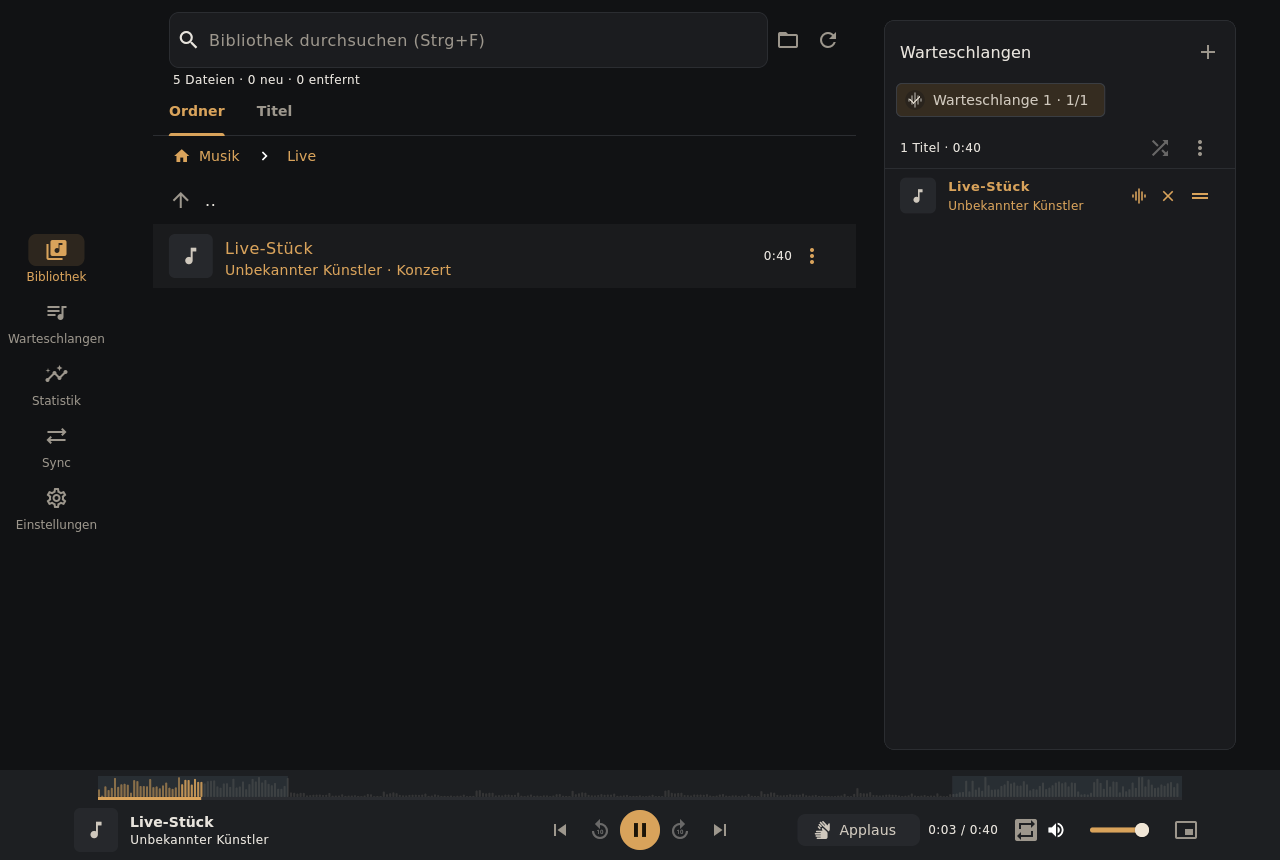 Bibliothek durchsuchen (Strg+F)
5 Dateien · 0 neu · 0 entfernt
Ordner
Titel
Musik
Live
..
Live-Stück
Unbekannter Künstler · Konzert
0:40
Bibliothek
Warteschlangen
Statistik
Sync
Einstellungen
Warteschlangen
Warteschlange 1 · 1/1
1 Titel · 0:40
Live-Stück
Unbekannter Künstler
Live-Stück
Unbekannter Künstler
10
10
Applaus
0:03 / 0:40